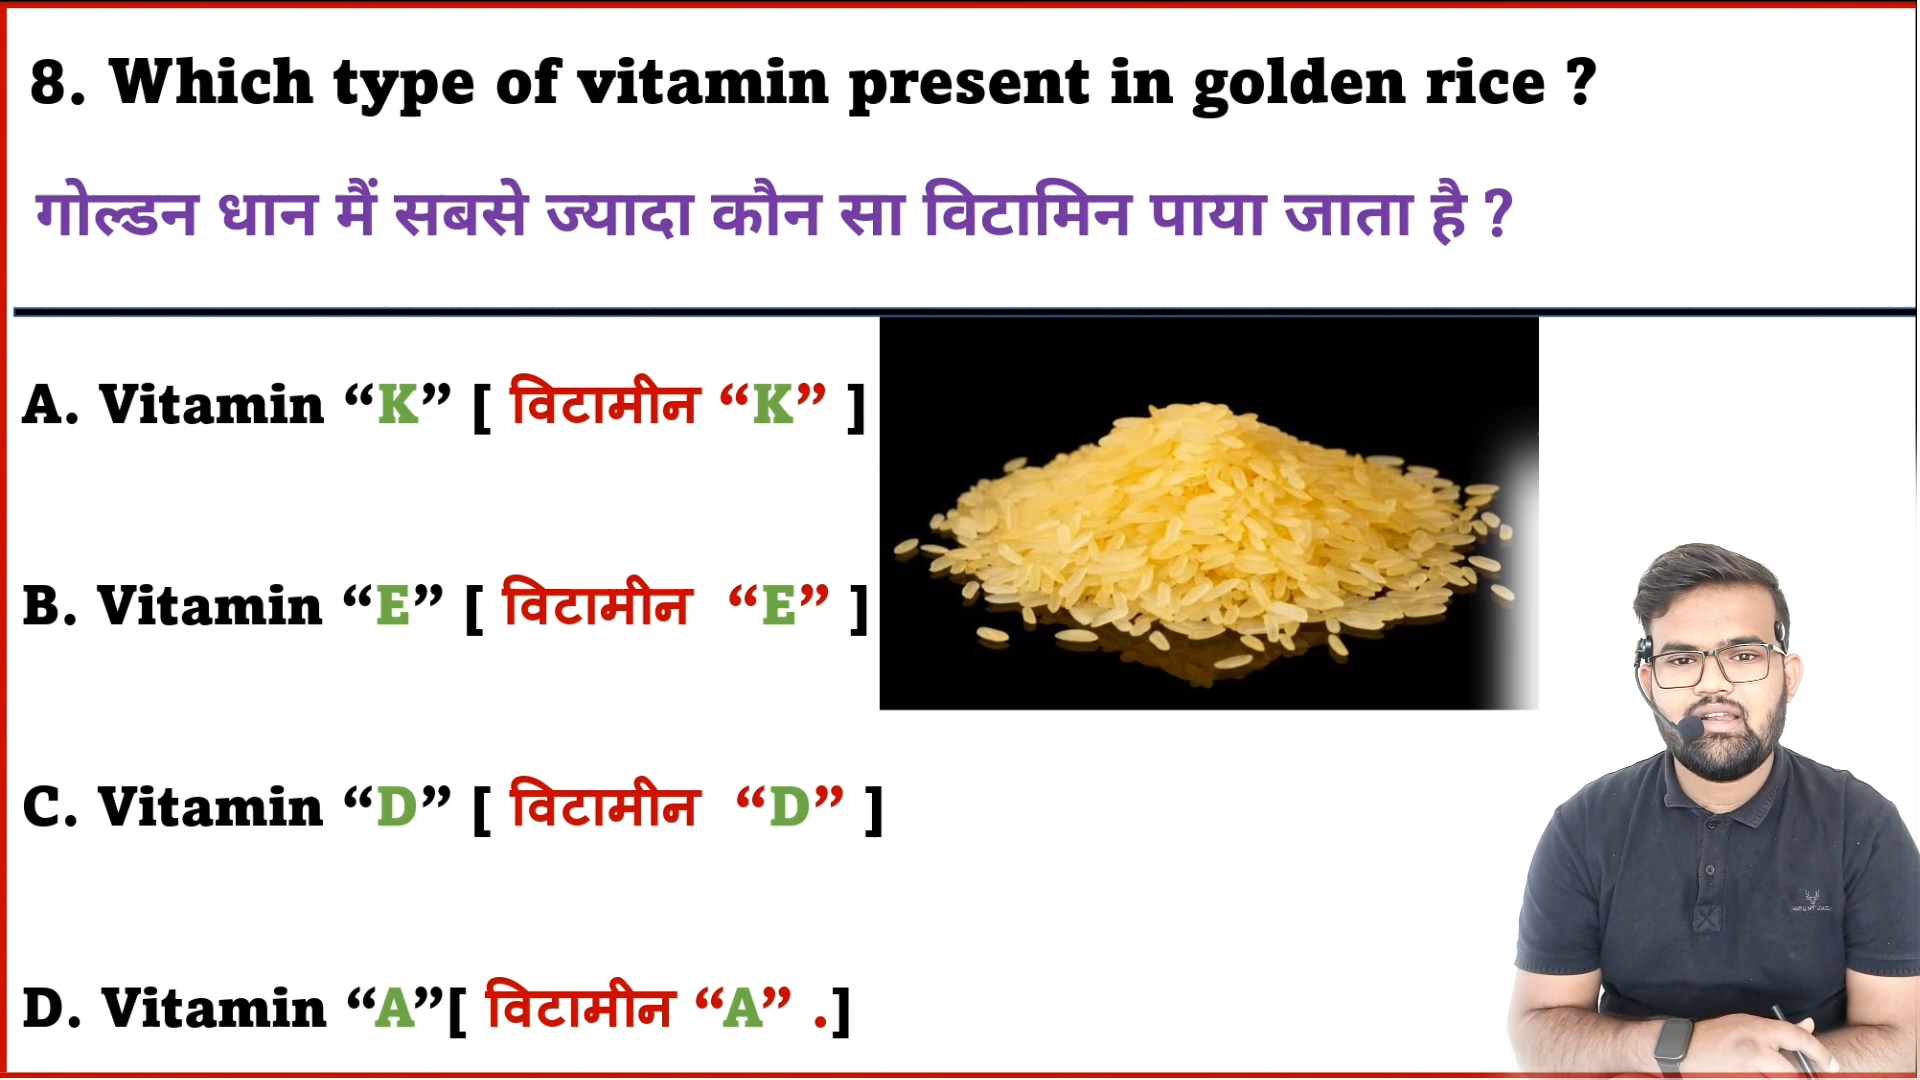 8. Which type of vitamin present in golden rice ?
गोल्डन धान मैं सबसे ज्यादा कौन सा विटामिन पाया जाता है ?
A. Vitamin “K” [ विटामीन “K” ]
B. Vitamin “E” [ विटामीन “E” ]
C. Vitamin “D” [ विटामीन “D” ]
D. Vitamin “A”[ विटामीन “A” .]